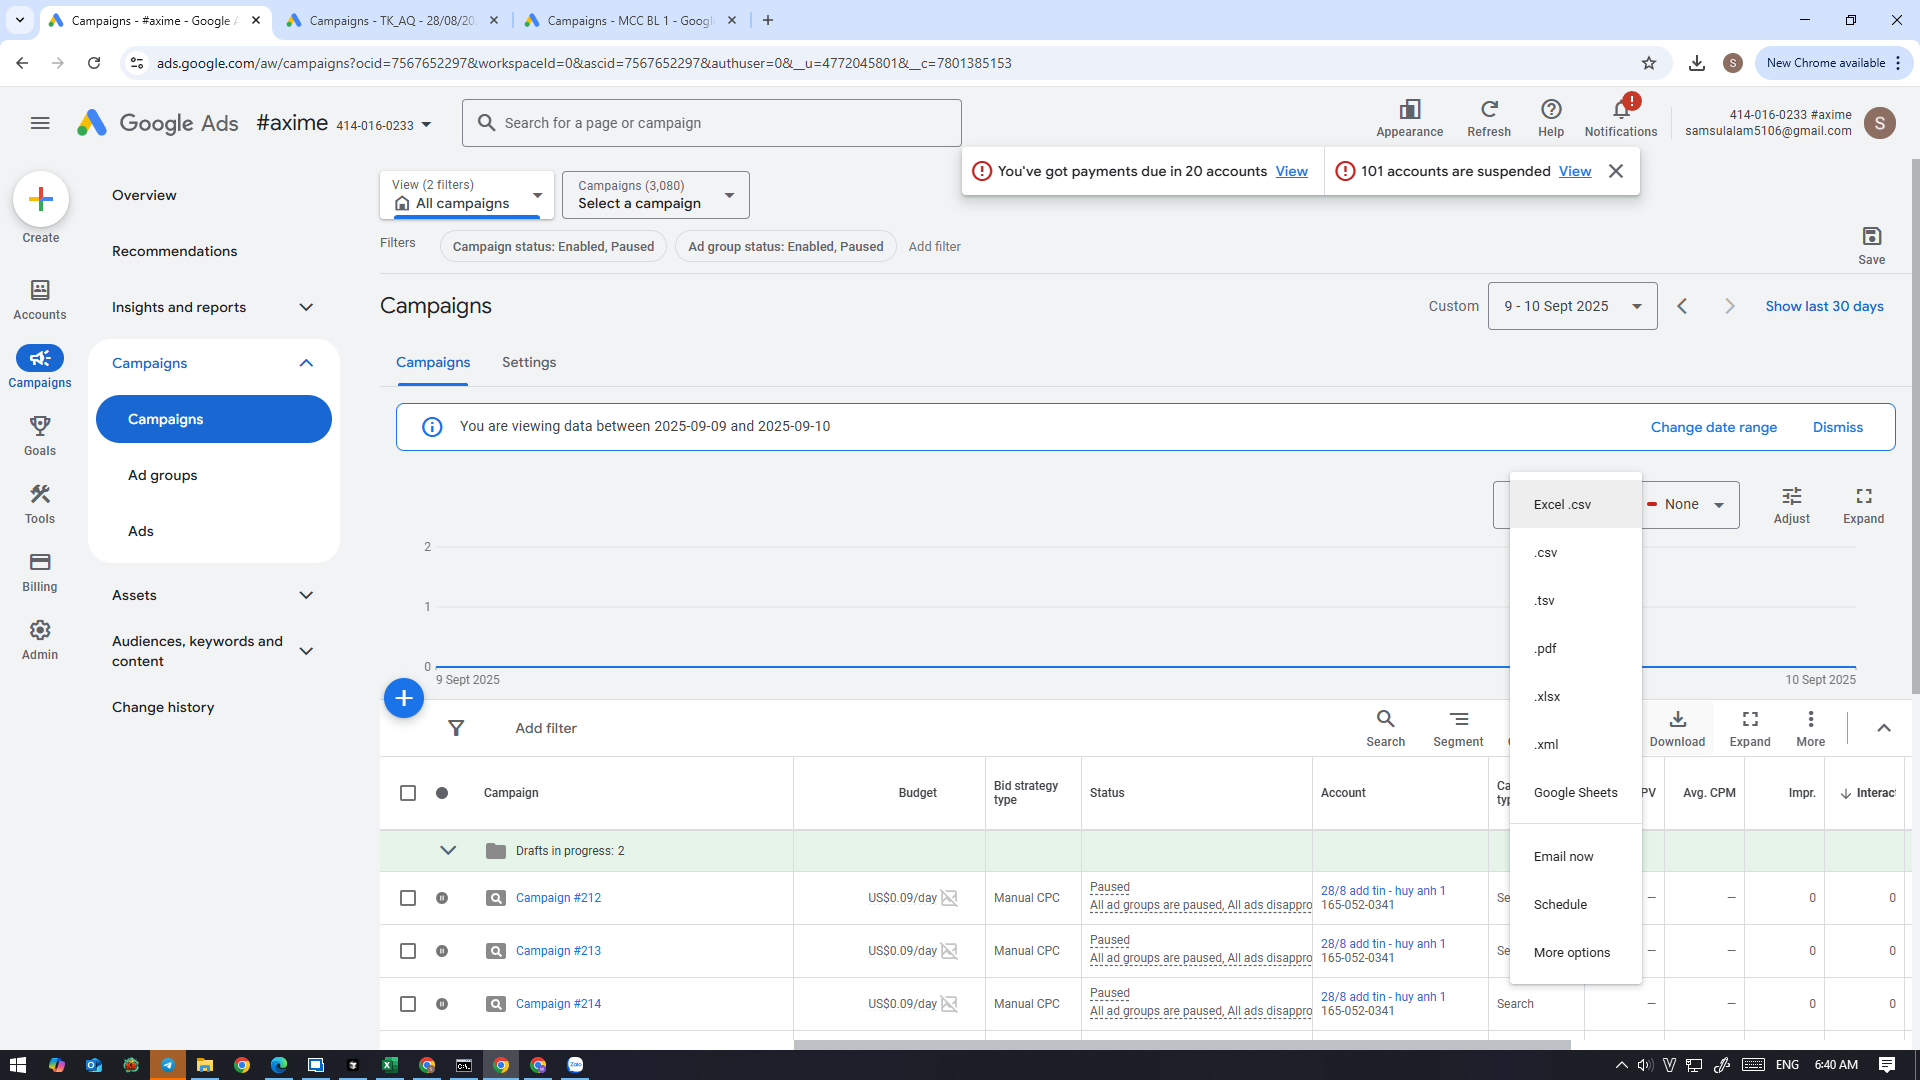 Campaigns - #axime - Google A
Campaigns - TK_AQ - 28/08/20
Campaigns - MCC BL 1 - Googl
ads.google.com/aw/campaigns?ocid=7567652297&workspaceId=0&ascid=7567652297&authuser=0&__u=4772045801&__c=7801385153
S
New Chrome available
Google Ads
#axime 414-016-0233
Search for a page or campaign
Appearance
Refresh
Help
!
Notifications
414-016-0233 #axime
samsulalam5106@gmail.com
S
You've got payments due in 20 accounts View
101 accounts are suspended View
Create
Accounts
Campaigns
Goals
Tools
Billing
Admin
Overview
Recommendations
Insights and reports
Campaigns
Campaigns
Ad groups
Ads
Assets
Audiences, keywords and
content
Change history
View (2 filters)
All campaigns
Campaigns (3,080)
Select a campaign
Filters
Campaign status: Enabled, Paused
Ad group status: Enabled, Paused
Add filter
Save
Campaigns
Custom
9 - 10 Sept 2025
Show last 30 days
Campaigns
Settings
You are viewing data between 2025-09-09 and 2025-09-10
Change date range
Dismiss
None
Adjust
Expand
2
1
0
9 Sept 2025
10 Sept 2025
Excel .csv
.csv
.tsv
.pdf
.xlsx
.xml
Google Sheets
Email now
Schedule
More options
Add filter
Search
Segment
Download
Expand
More
Campaign
Budget
Bid strategy
type
Status
Account
Ca
typ
PV
Avg. CPM
Impr.
Interac
Drafts in progress: 2
Campaign #212
US$0.09/day
Manual CPC
Paused
All ad groups are paused, All ads disappro
28/8 add tin - huy anh 1
165-052-0341
Se
—
—
0
0
Campaign #213
US$0.09/day
Manual CPC
Paused
All ad groups are paused, All ads disappro
28/8 add tin - huy anh 1
165-052-0341
Se
—
—
0
0
Campaign #214
US$0.09/day
Manual CPC
Paused
All ad groups are paused, All ads disappro
28/8 add tin - huy anh 1
165-052-0341
Search
—
—
0
0
Zalo
ENG
6:40 AM